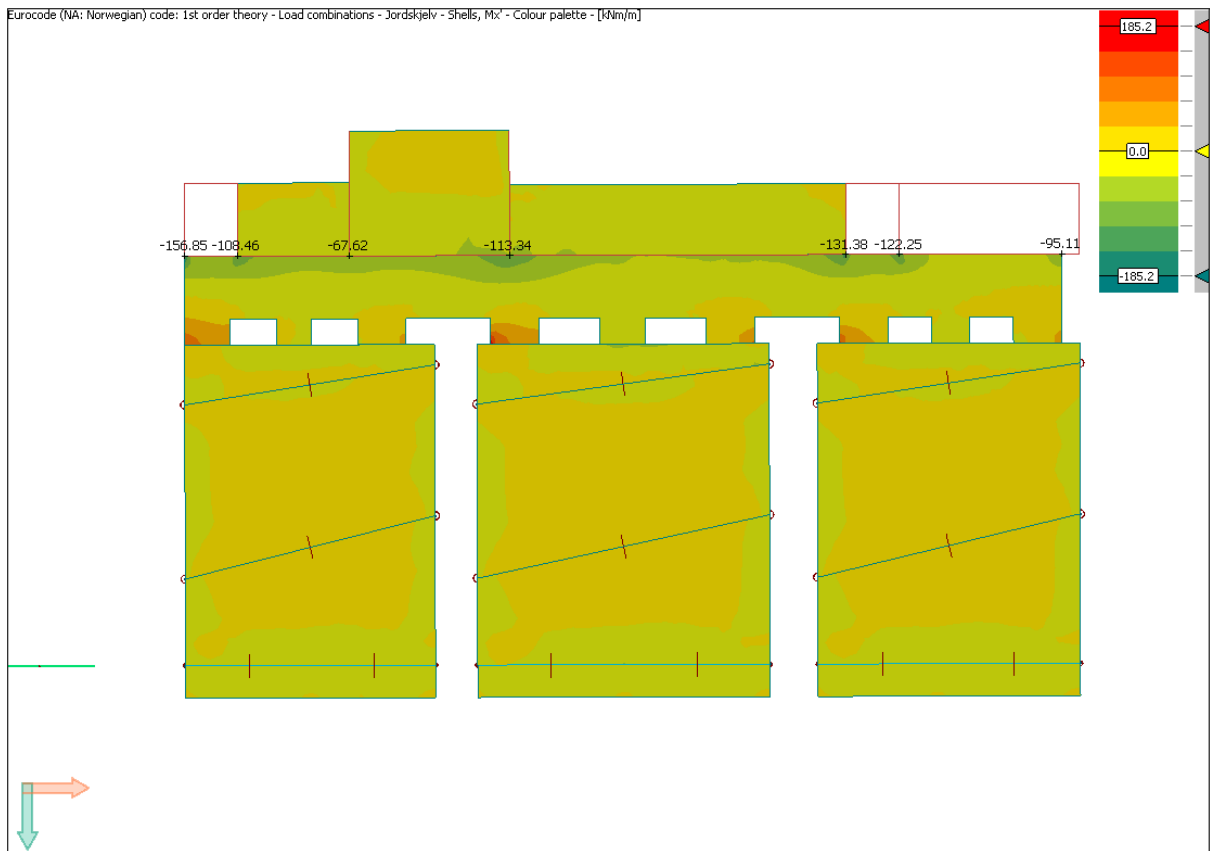 Eurocode (NA: Norwegian) code: 1st order theory - Load combinations - Jordskjelv - Shells, Mx' - Colour palette - [kNm/m]
185.2
0.0
-156.85 -108.46 -67.62 -113.34 -131.38 -122.25 -95.11
-185.2